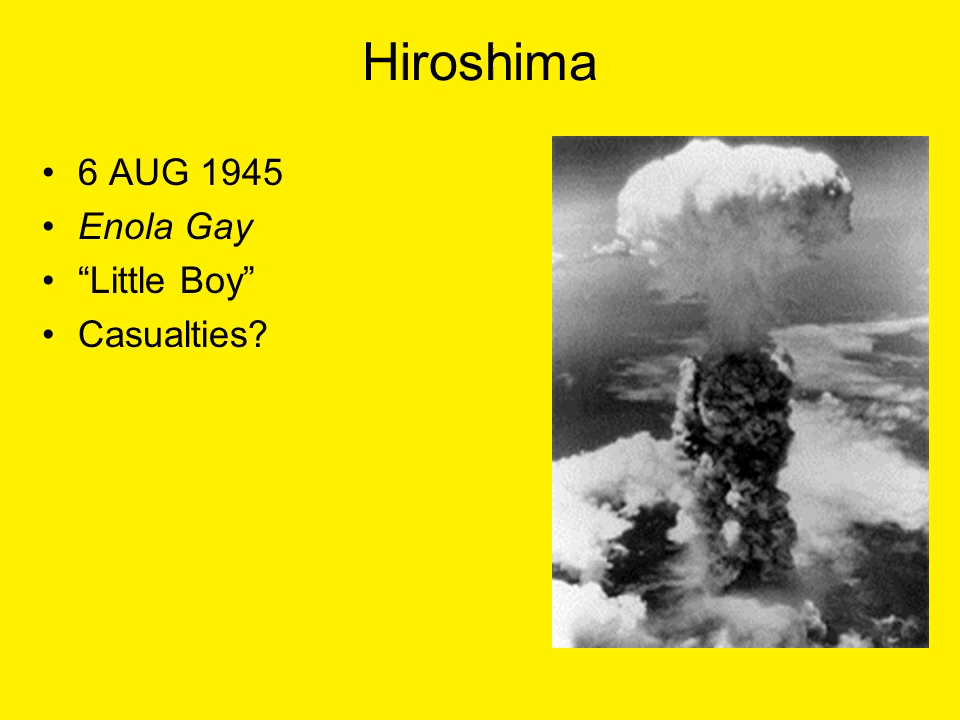 Hiroshima
• 6 AUG 1945
• Enola Gay
• “Little Boy”
• Casualties?